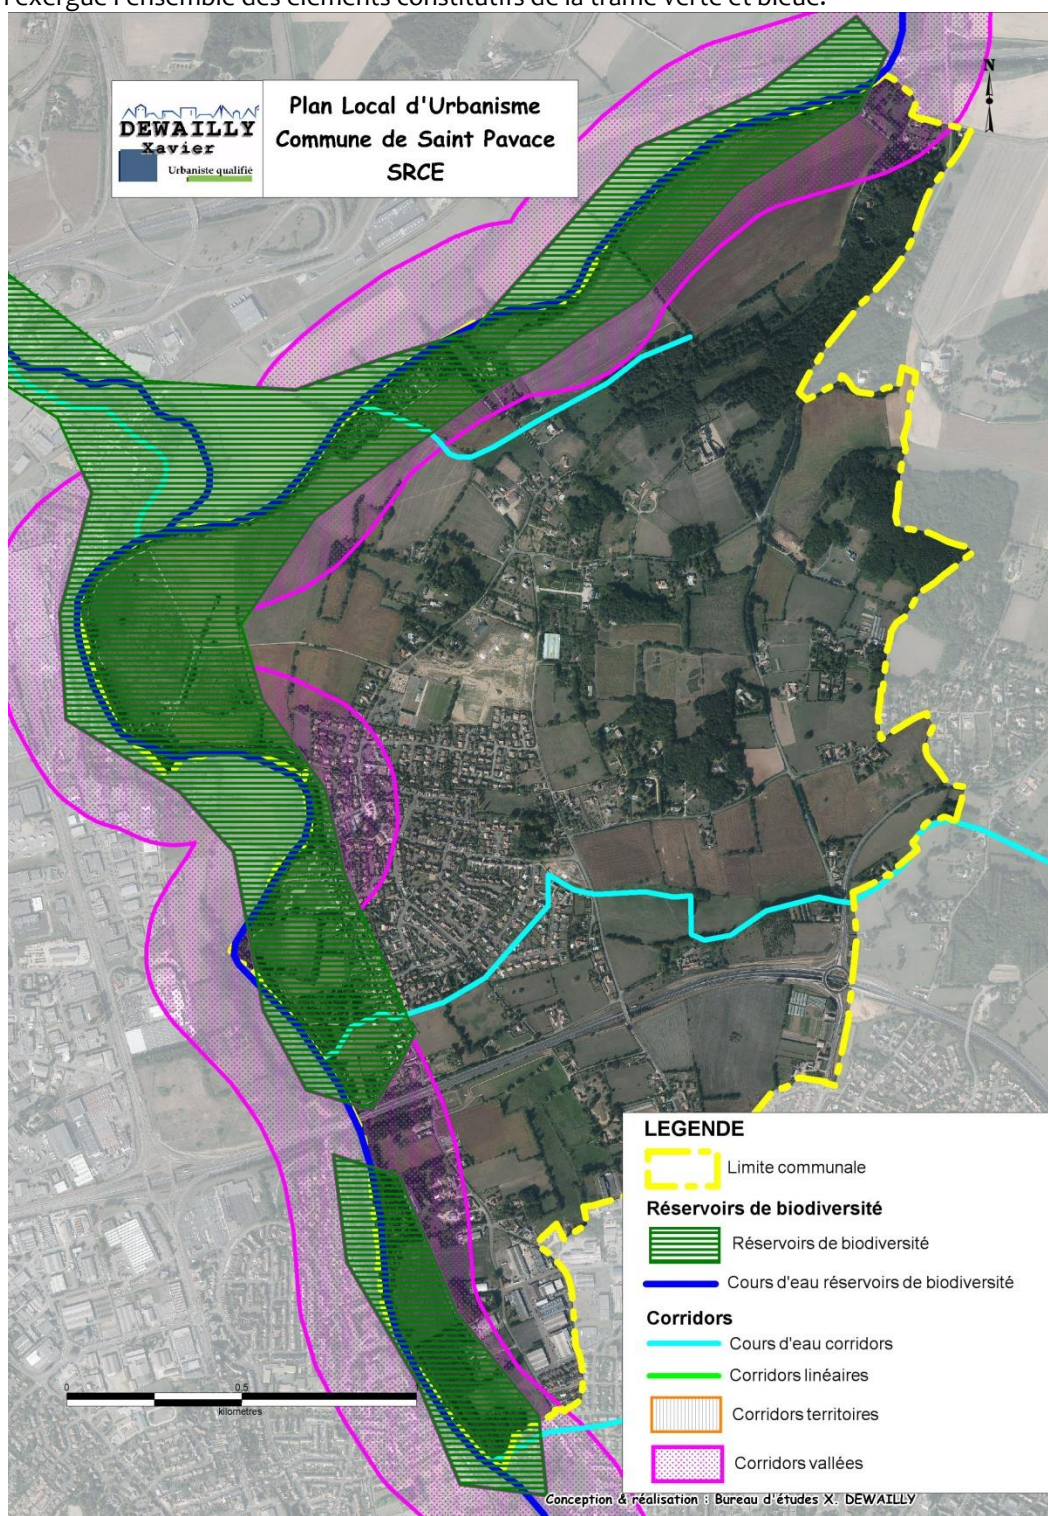 l'exergue l'ensemble des éléments constitutifs de la trame verte et bleue.
DEWAILLY
Xavier
Urbaniste qualifié
Plan Local d'Urbanisme
Commune de Saint Pavace
SRCE
N
LEGENDE
Limite communale
Réservoirs de biodiversité
Réservoirs de biodiversité
Cours d'eau réservoirs de biodiversité
Corridors
Cours d'eau corridors
Corridors linéaires
Corridors territoires
Corridors vallées
0 0,5
kilometres
Conception & réalisation : Bureau d'études X. DEWAILLY